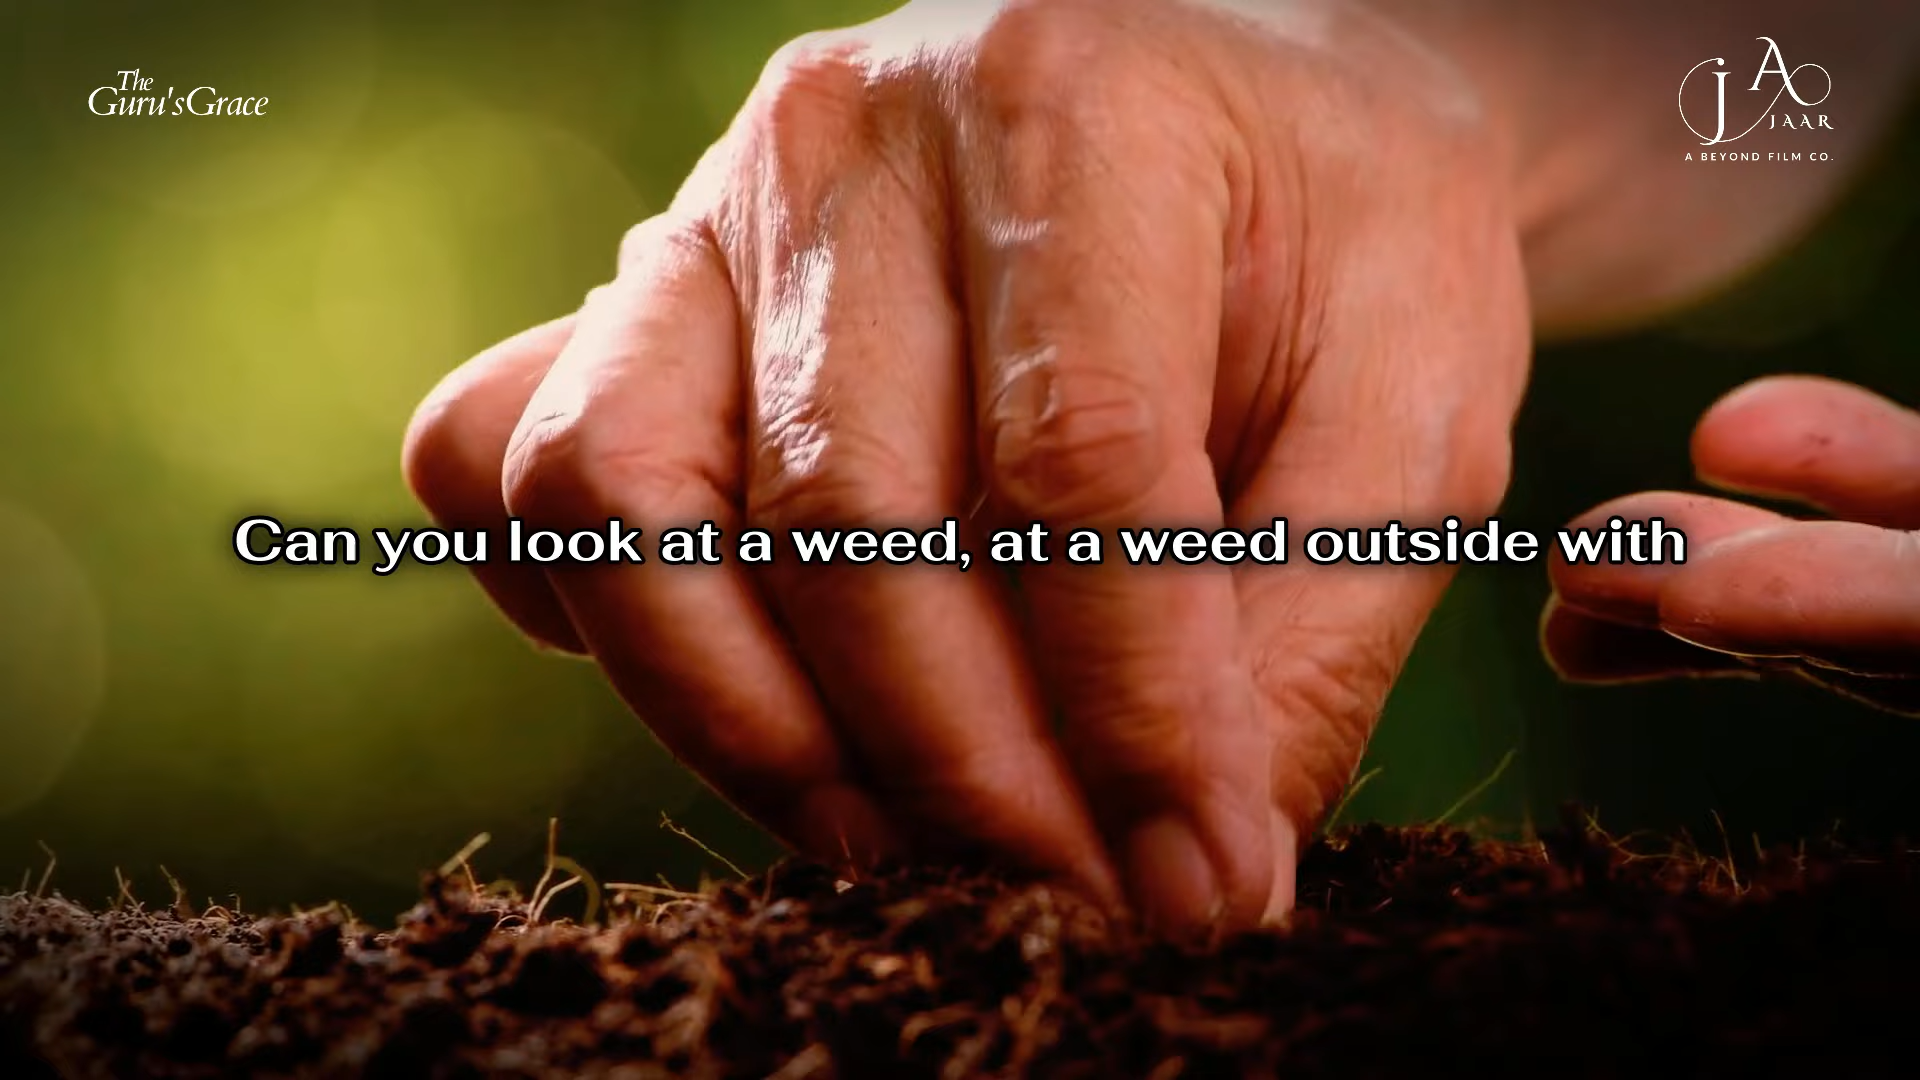 The
Guru'sGrace
J A
JAAR
A BEYOND FILM CO.
Can you look at a weed, at a weed outside with